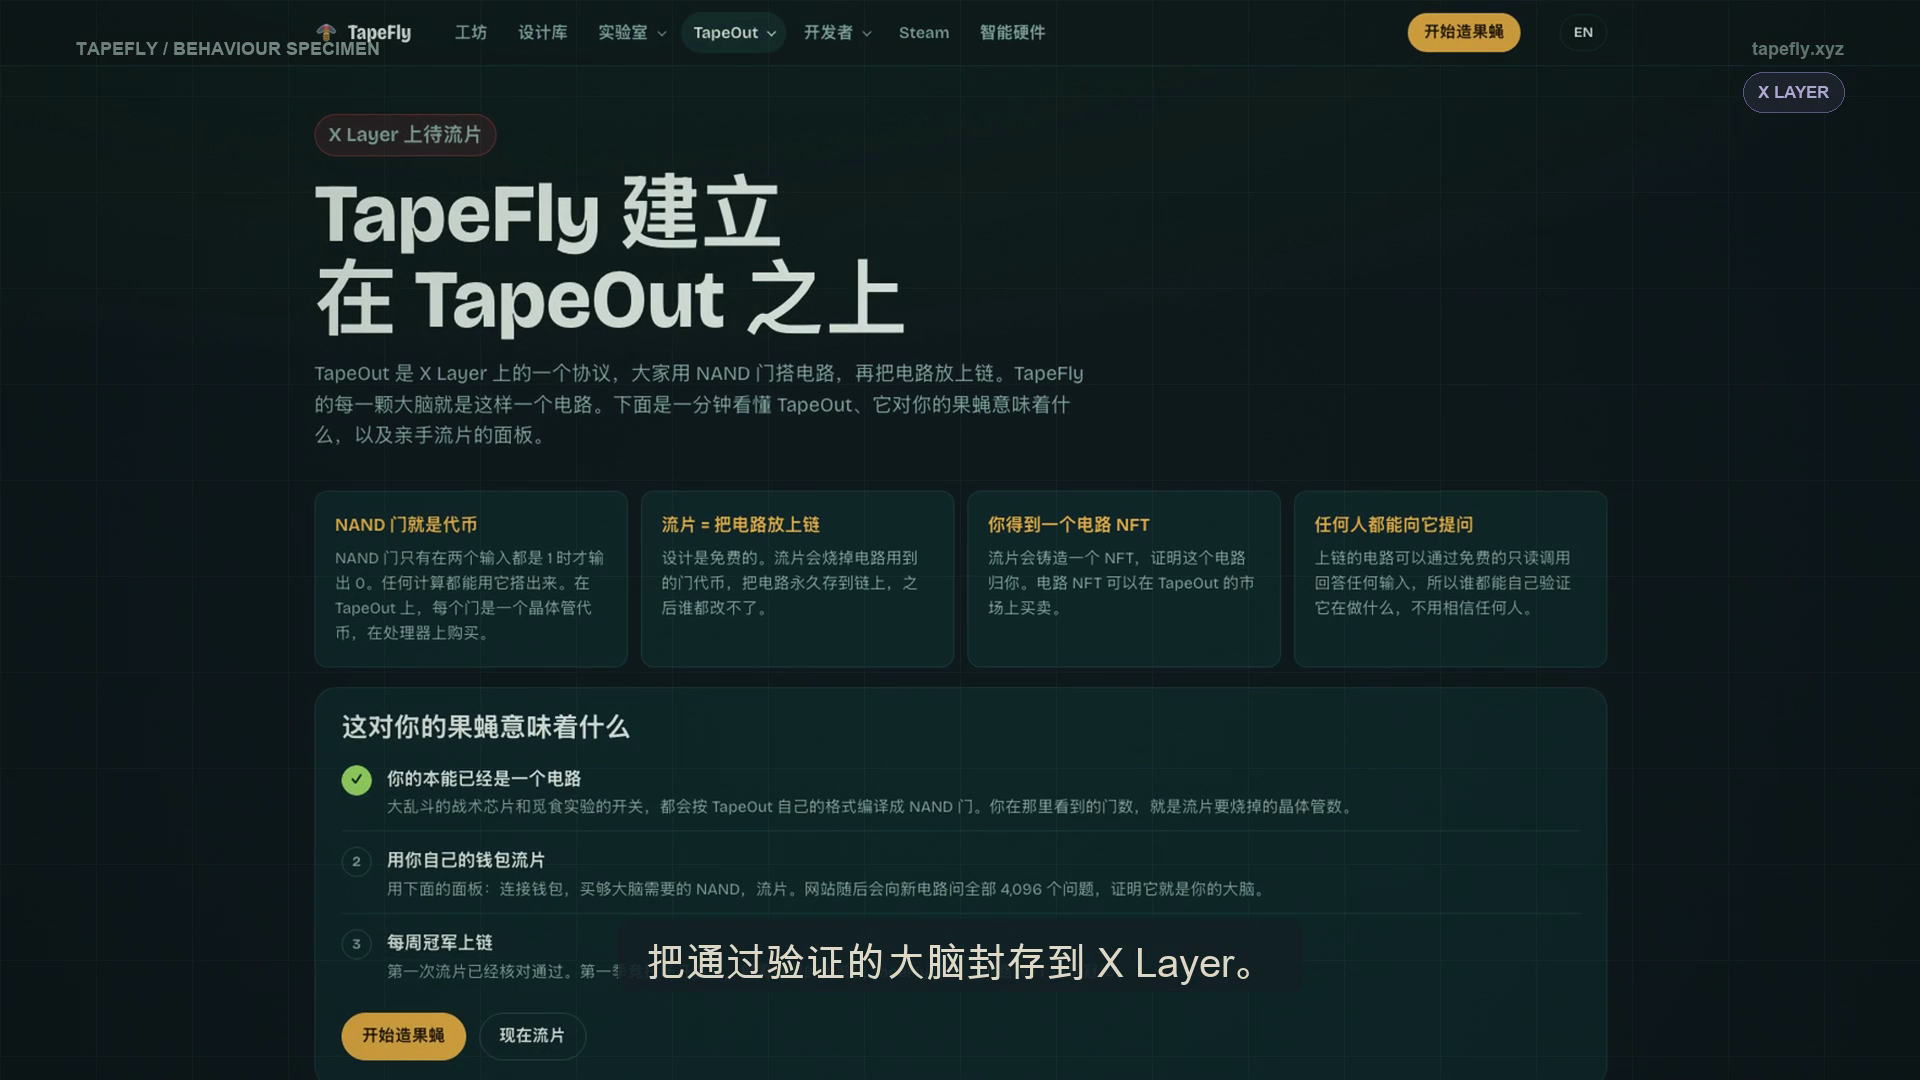 TapeFly 工坊 设计库 实验室 TapeOut 开发者 Steam 智能硬件 开始造果蝇 EN
TAPEFLY / BEHAVIOUR SPECIMEN
tapefly.xyz
X LAYER
X Layer 上待流片
TapeFly 建立
在 TapeOut 之上
TapeOut 是 X Layer 上的一个协议，大家用 NAND 门搭电路，再把电路放上链。TapeFly
的每一颗大脑就是这样一个电路。下面是一分钟看懂 TapeOut、它对你的果蝇意味着什
么，以及亲手流片的面板。
NAND 门就是代币
NAND 门只有在两个输入都是 1 时才输
出 0。任何计算都能用它搭出来。在
TapeOut 上，每个门是一个晶体管代
币，在处理器上购买。
流片 = 把电路放上链
设计是免费的。流片会烧掉电路用到
的门代币，把电路永久存到链上，之
后谁都改不了。
你得到一个电路 NFT
流片会铸造一个 NFT，证明这个电路
归你。电路 NFT 可以在 TapeOut 的市
场上买卖。
任何人都能向它提问
上链的电路可以通过免费的只读调用
回答任何输入，所以谁都能自己验证
它在做什么，不用相信任何人。
这对你的果蝇意味着什么
你的本能已经是一个电路
大乱斗的战术芯片和觅食实验的开关，都会按 TapeOut 自己的格式编译成 NAND 门。你在那里看到的门数，就是流片要烧掉的晶体管数。
2 用你自己的钱包流片
用下面的面板：连接钱包，买够大脑需要的 NAND，流片。网站随后会向新电路问全部 4,096 个问题，证明它就是你的大脑。
3 每周冠军上链
第一次流片已经核对通过。第一
把通过验证的大脑封存到 X Layer。
开始造果蝇 现在流片